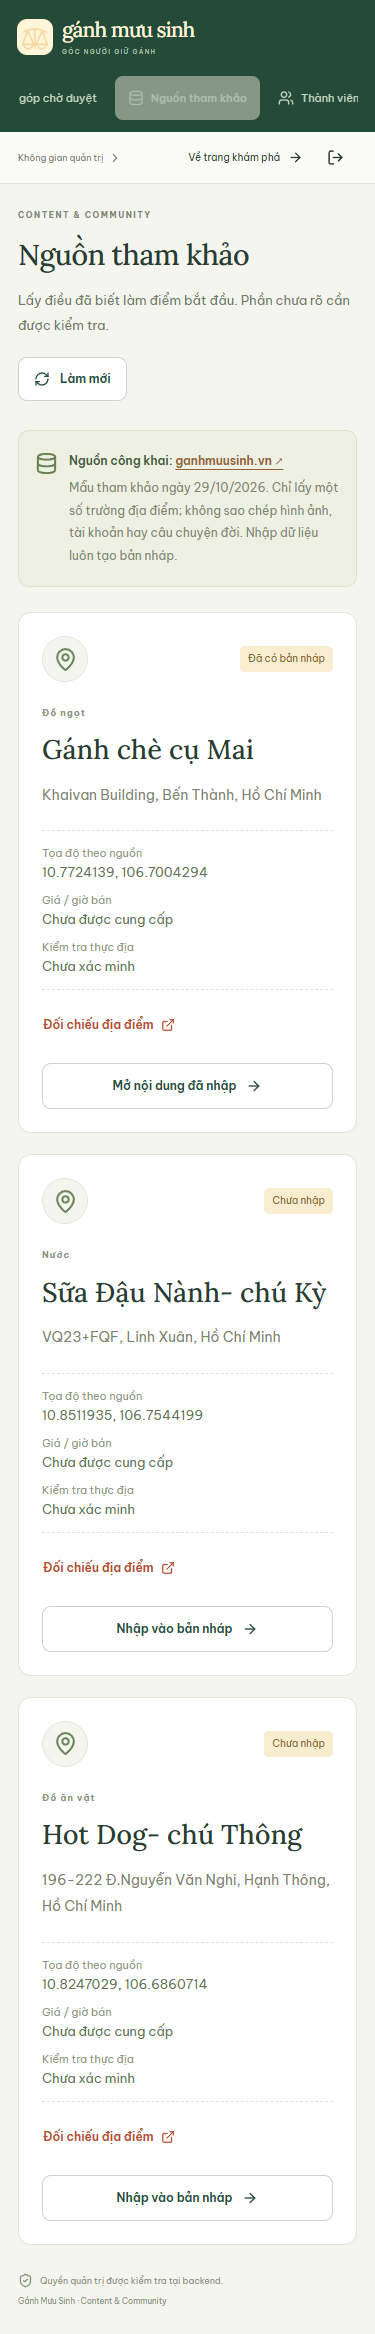 gánh mưu sinh
GÓC NGƯỜI GIỮ GÁNH
góp chờ duyệt
Nguồn tham khảo
Thành viên
Không gian quản trị
Về trang khám phá
CONTENT & COMMUNITY
Nguồn tham khảo
Lấy điều đã biết làm điểm bắt đầu. Phần chưa rõ cần
được kiểm tra.
Làm mới
Nguồn công khai: ganhmuusinh.vn ↗
Mẫu tham khảo ngày 29/10/2026. Chỉ lấy một
số trường địa điểm; không sao chép hình ảnh,
tài khoản hay câu chuyện đời. Nhập dữ liệu
luôn tạo bản nháp.
Đã có bản nháp
Đồ ngọt
Gánh chè cụ Mai
Khaivan Building, Bến Thành, Hồ Chí Minh
Tọa độ theo nguồn
10.7724139, 106.7004294
Giá / giờ bán
Chưa được cung cấp
Kiểm tra thực địa
Chưa xác minh
Đối chiếu địa điểm
Mở nội dung đã nhập
Chưa nhập
Nước
Sữa Đậu Nành- chú Kỳ
VQ23+FQF, Linh Xuân, Hồ Chí Minh
Tọa độ theo nguồn
10.8511935, 106.7544199
Giá / giờ bán
Chưa được cung cấp
Kiểm tra thực địa
Chưa xác minh
Đối chiếu địa điểm
Nhập vào bản nháp
Chưa nhập
Đồ ăn vặt
Hot Dog- chú Thông
196-222 Đ.Nguyễn Văn Nghi, Hạnh Thông,
Hồ Chí Minh
Tọa độ theo nguồn
10.8247029, 106.6860714
Giá / giờ bán
Chưa được cung cấp
Kiểm tra thực địa
Chưa xác minh
Đối chiếu địa điểm
Nhập vào bản nháp
Quyền quản trị được kiểm tra tại backend.
Gánh Mưu Sinh · Content & Community